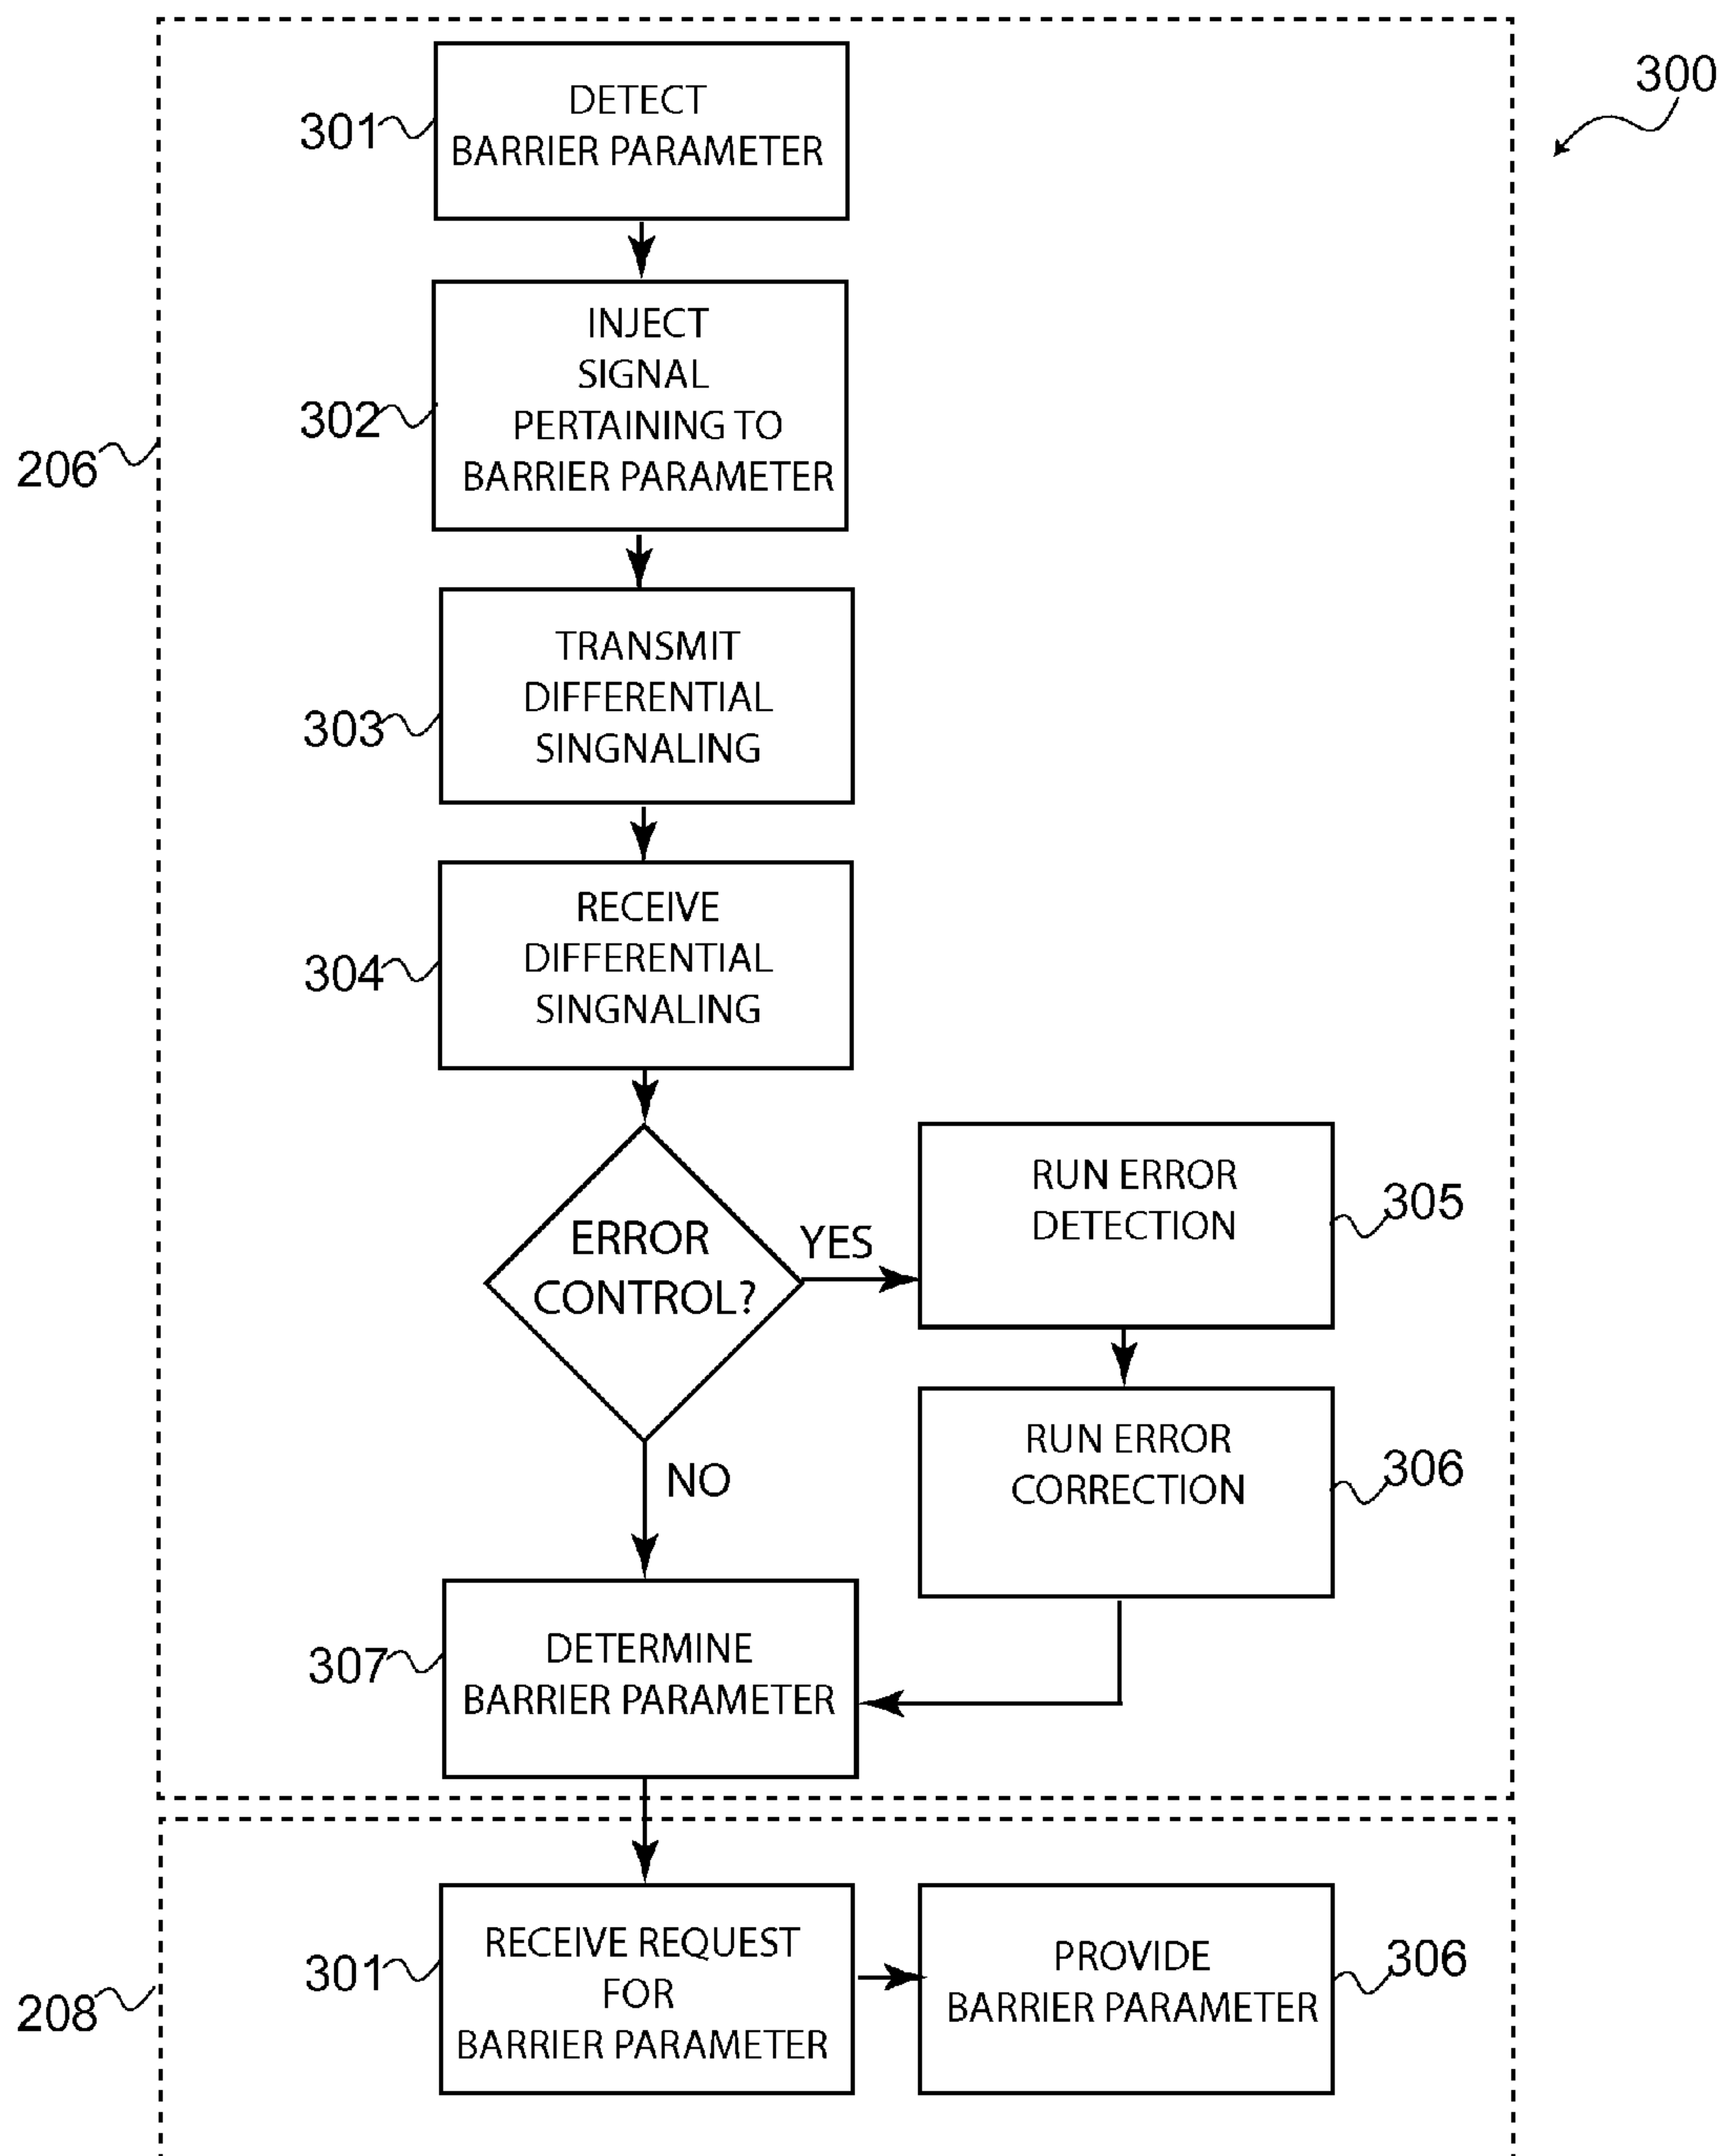 300
301
DETECT
BARRIER PARAMETER
206
302
INJECT
SIGNAL
PERTAINING TO
BARRIER PARAMETER
303
TRANSMIT
DIFFERENTIAL
SINGNALING
304
RECEIVE
DIFFERENTIAL
SINGNALING
ERROR
CONTROL?
YES
RUN ERROR
DETECTION
305
RUN ERROR
CORRECTION
306
NO
307
DETERMINE
BARRIER PARAMETER
208
301
RECEIVE REQUEST
FOR
BARRIER PARAMETER
PROVIDE
BARRIER PARAMETER
306